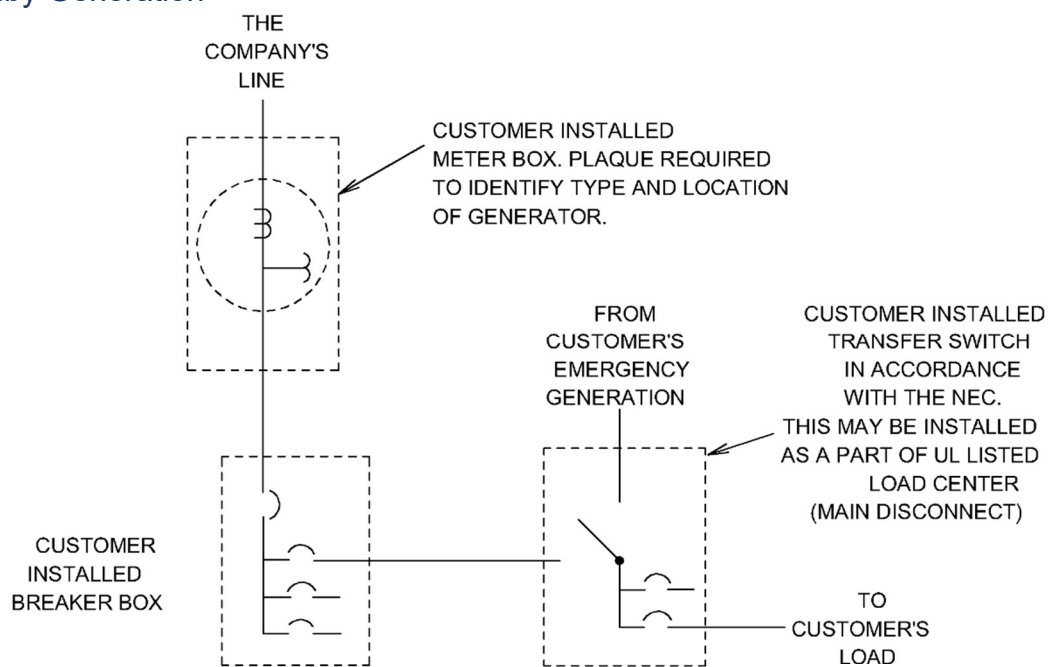 by Generation
THE
COMPANY'S
LINE
CUSTOMER INSTALLED
METER BOX. PLAQUE REQUIRED
TO IDENTIFY TYPE AND LOCATION
OF GENERATOR.
FROM
CUSTOMER'S
EMERGENCY
GENERATION
CUSTOMER INSTALLED
TRANSFER SWITCH
IN ACCORDANCE
WITH THE NEC.
THIS MAY BE INSTALLED
AS A PART OF UL LISTED
LOAD CENTER
(MAIN DISCONNECT)
CUSTOMER
INSTALLED
BREAKER BOX
TO
CUSTOMER'S
LOAD